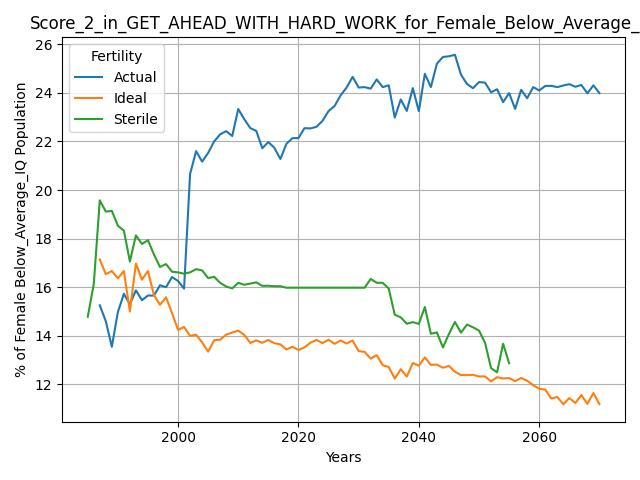 Score_2_in_GET_AHEAD_WITH_HARD_WORK_for_Female_Below_Average_
26
24
22
20
18
16
14
12
% of Female Below_Average_IQ Population
Fertility
Actual
Ideal
Sterile
2000
2020
2040
2060
Years